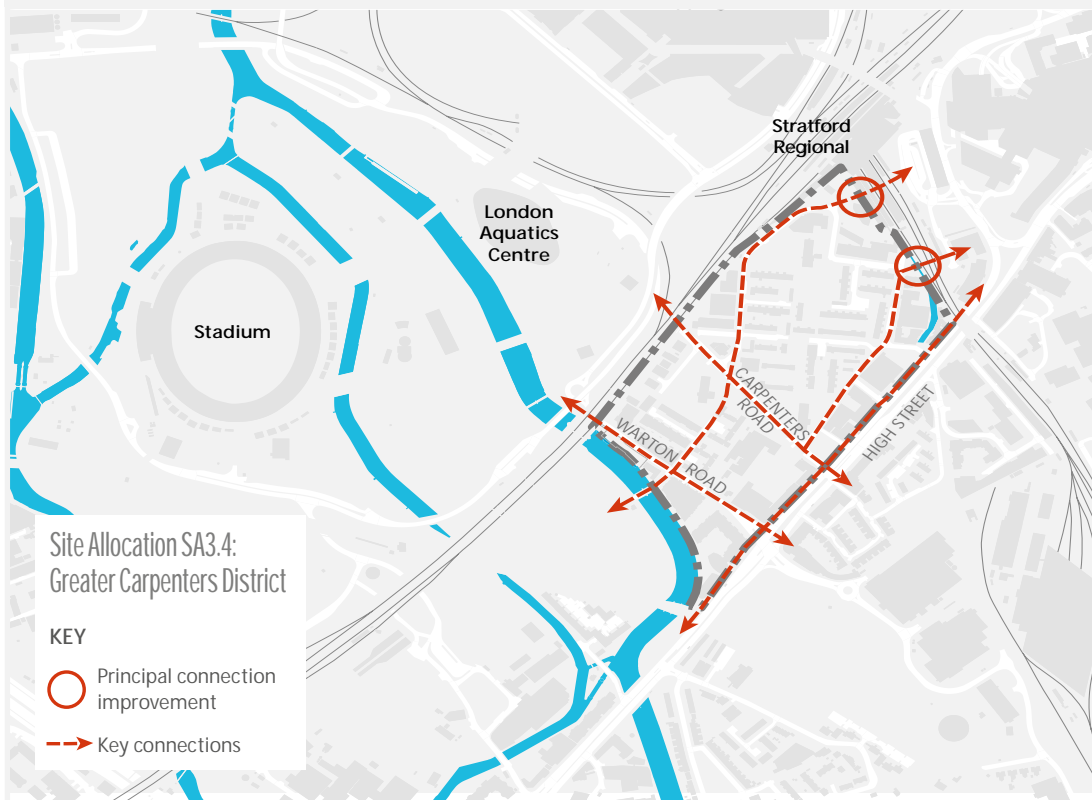 Stratford
Regional
London
Aquatics
Centre
Stadium
CARPENTERS
ROAD
HIGH STREET
WARTON ROAD
Site Allocation SA3.4:
Greater Carpenters District
KEY
Principal connection
improvement
Key connections